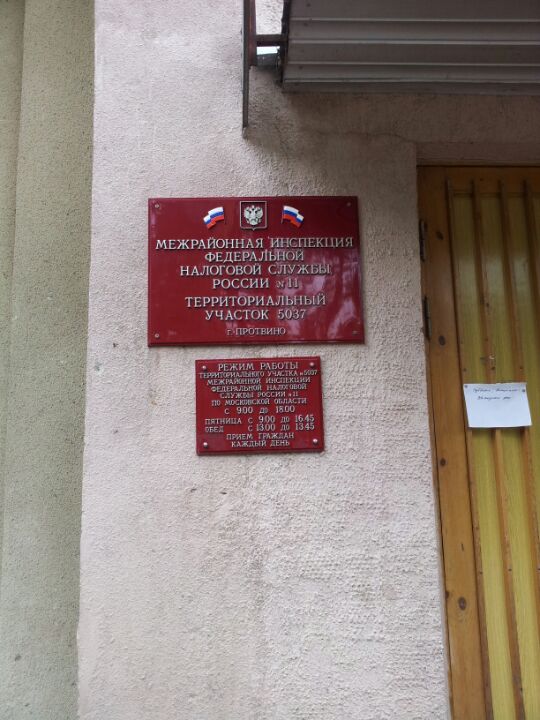 МЕЖРАЙОННАЯ ИНСПЕКЦИЯ
ФЕДЕРАЛЬНОЙ
НАЛОГОВОЙ СЛУЖБЫ
РОССИИ №11
ТЕРРИТОРИАЛЬНЫЙ
УЧАСТОК 5037
Г. ПРОТВИНО
РЕЖИМ РАБОТЫ
ТЕРРИТОРИАЛЬНОГО УЧАСТКА №5037
МЕЖРАЙОННОЙ ИНСПЕКЦИИ
ФЕДЕРАЛЬНОЙ НАЛОГОВОЙ
СЛУЖБЫ РОССИИ №11
ПО МОСКОВСКОЙ ОБЛАСТИ
С 9.00 ДО 18.00
ПЯТНИЦА С 9.00 ДО 16.45
ОБЕД С 13.00 ДО 13.45
ПРИЕМ ГРАЖДАН
КАЖДЫЙ ДЕНЬ